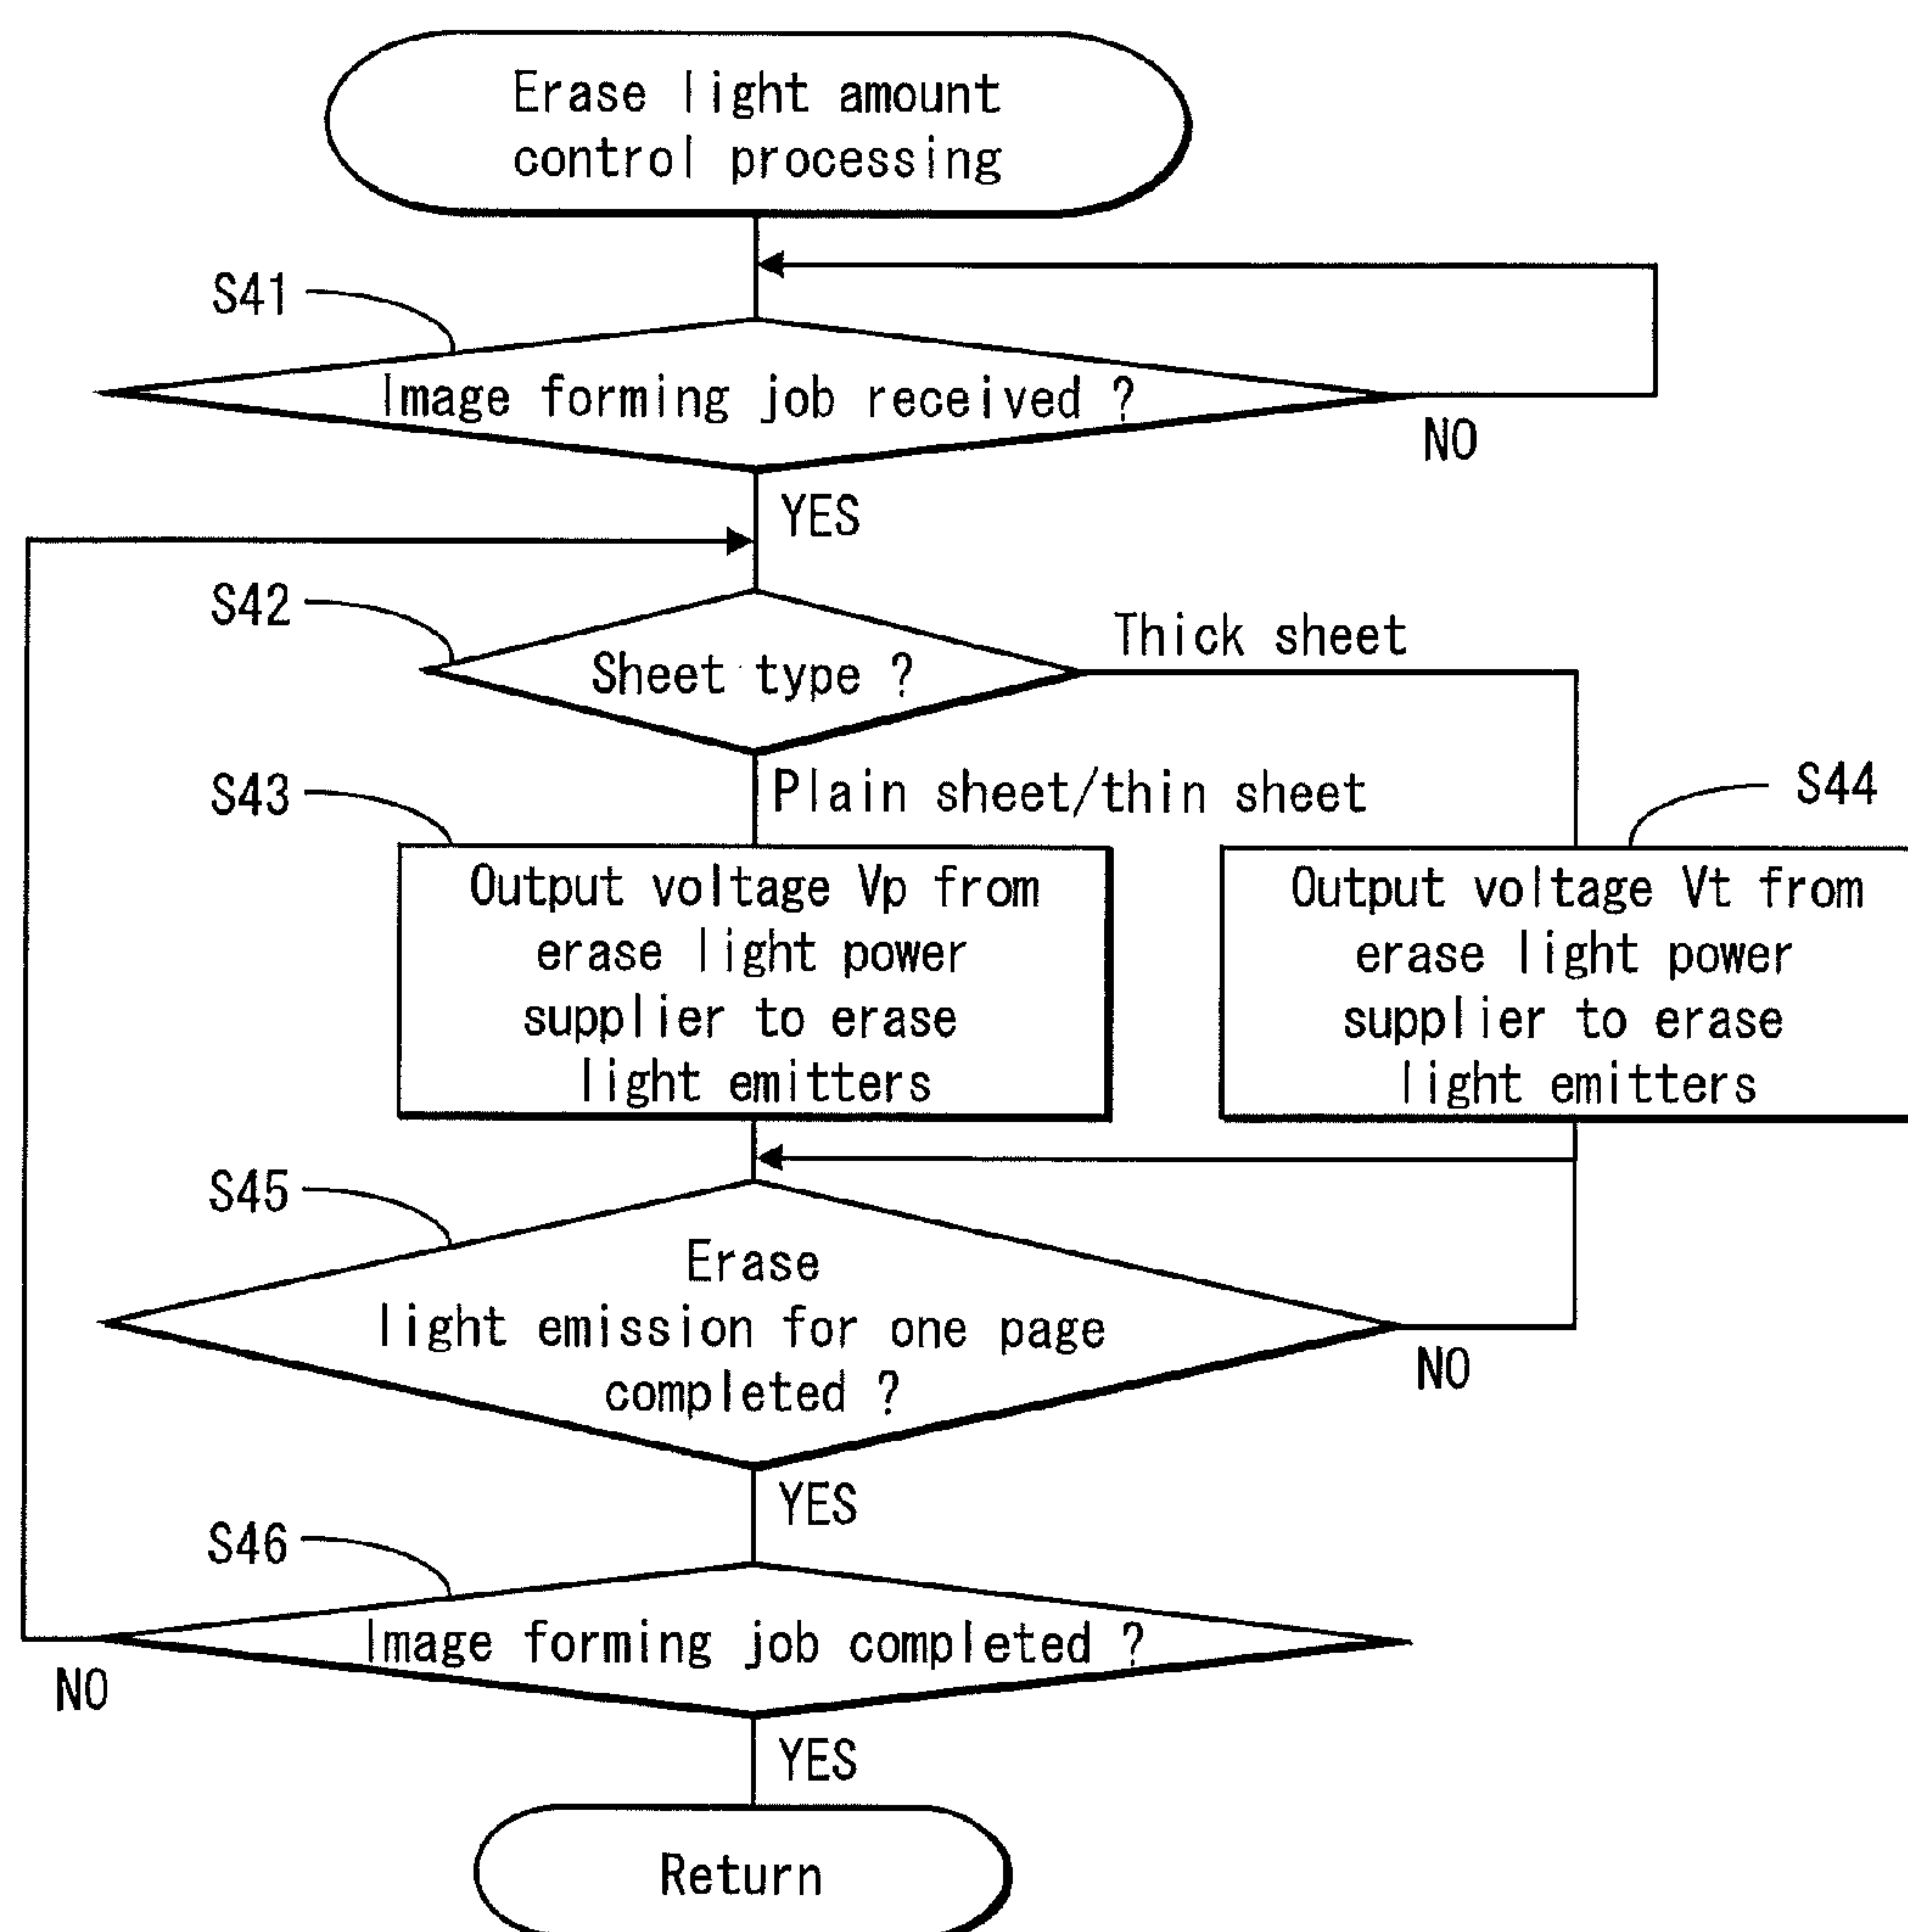 Erase light amount
control processing
S41
Image forming job received ?
NO
YES
S42
Sheet type ?
Thick sheet
Plain sheet/thin sheet
S43
Output voltage Vp from
erase light power
supplier to erase
light emitters
S44
Output voltage Vt from
erase light power
supplier to erase
light emitters
S45
Erase
light emission for one page
completed ?
NO
YES
S46
Image forming job completed ?
NO
YES
Return